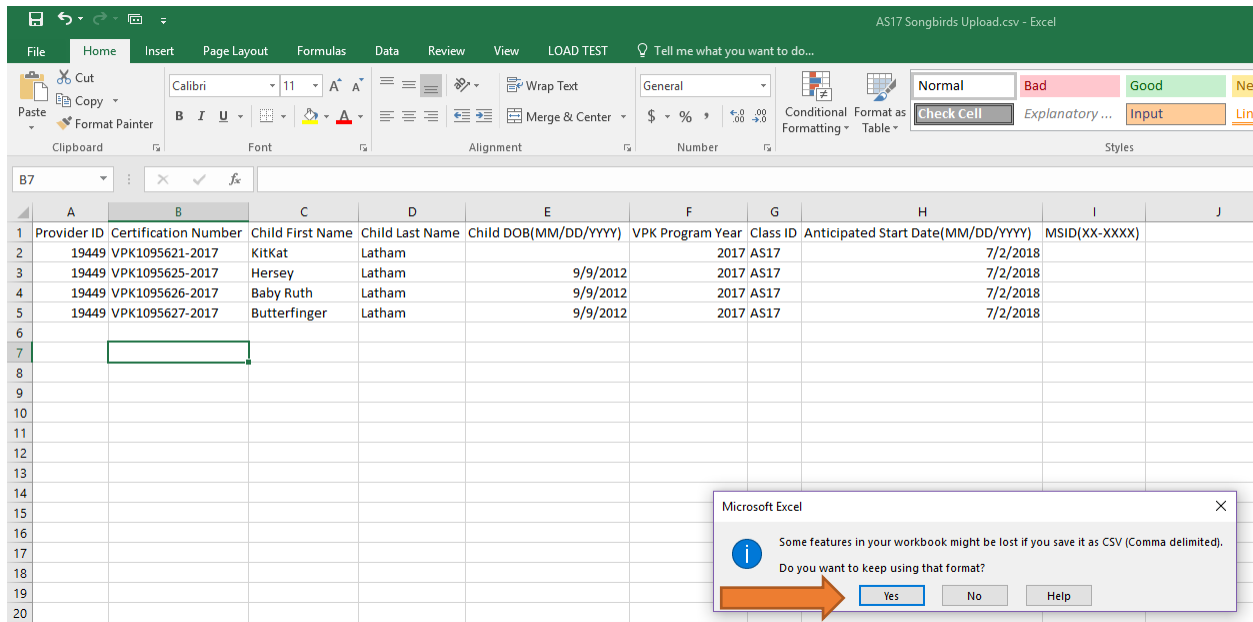 AS17 Songbirds Upload.csv - Excel
File Home Insert Page Layout Formulas Data Review View LOAD TEST Tell me what you want to do...
Cut
Copy
Format Painter
Paste
Clipboard
Calibri 11
B I U
Font
Wrap Text
Merge & Center
Alignment
General
$ % , .00 .00
Number
Conditional Formatting
Format as Table
Normal Bad Good Ne
Check Cell Explanatory ... Input Lin
Styles
B7 fx
A B C D E F G H I J
1 Provider ID Certification Number Child First Name Child Last Name Child DOB(MM/DD/YYYY) VPK Program Year Class ID Anticipated Start Date(MM/DD/YYYY) MSID(XX-XXXX)
2 19449 VPK1095621-2017 KitKat Latham 2017 AS17 7/2/2018
3 19449 VPK1095625-2017 Hersey Latham 9/9/2012 2017 AS17 7/2/2018
4 19449 VPK1095626-2017 Baby Ruth Latham 9/9/2012 2017 AS17 7/2/2018
5 19449 VPK1095627-2017 Butterfinger Latham 9/9/2012 2017 AS17 7/2/2018
6
7
8
9
10
11
12
13
14
15
16
17
18
19
20
Microsoft Excel
Some features in your workbook might be lost if you save it as CSV (Comma delimited).
Do you want to keep using that format?
Yes No Help